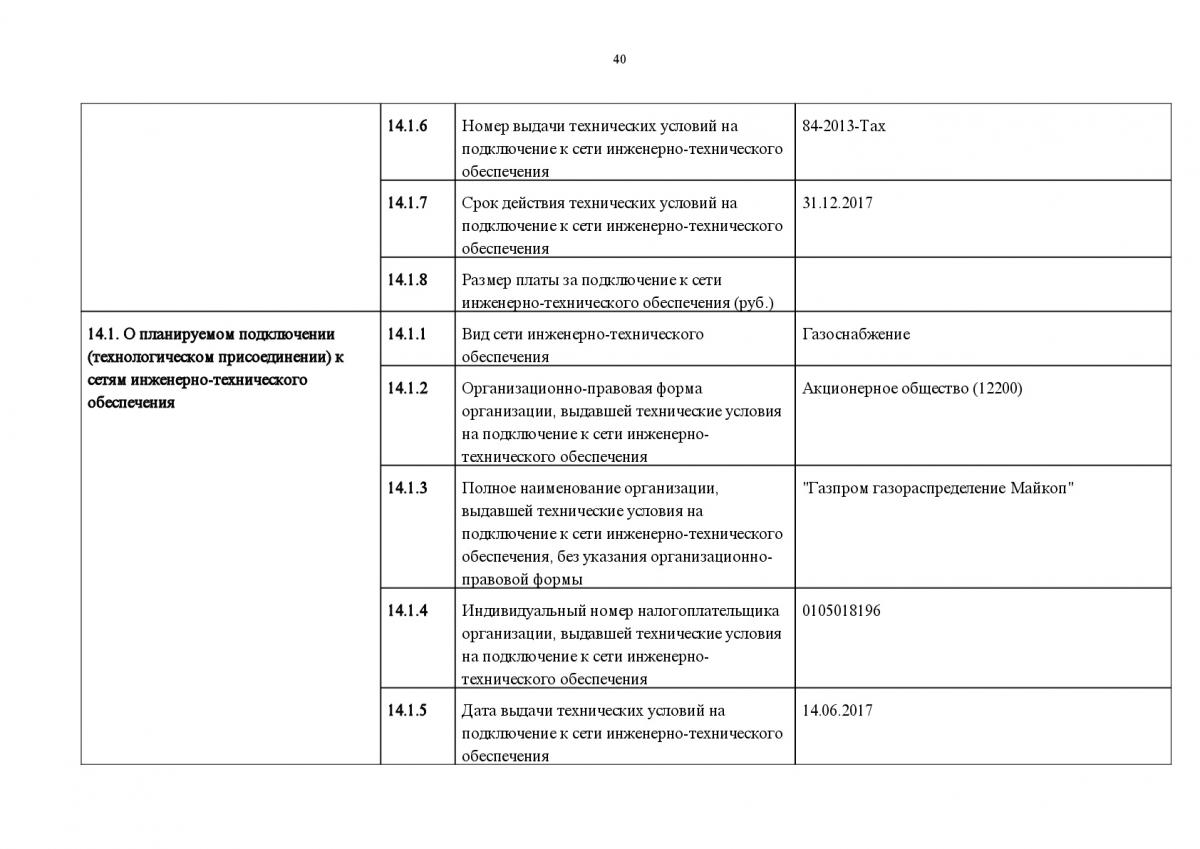 40
14.1.6
Номер выдачи технических условий на
подключение к сети инженерно-технического
обеспечения
84-2013-Тах
14.1.7
Срок действия технических условий на
подключение к сети инженерно-технического
обеспечения
31.12.2017
14.1.8
Размер платы за подключение к сети
инженерно-технического обеспечения (руб.)
14.1. О планируемом подключении
(технологическом присоединении) к
сетям инженерно-технического
обеспечения
14.1.1
Вид сети инженерно-технического
обеспечения
Газоснабжение
14.1.2
Организационно-правовая форма
организации, выдавшей технические условия
на подключение к сети инженерно-
технического обеспечения
Акционерное общество (12200)
14.1.3
Полное наименование организации,
выдавшей технические условия на
подключение к сети инженерно-технического
обеспечения, без указания организационно-
правовой формы
"Газпром газораспределение Майкоп"
14.1.4
Индивидуальный номер налогоплательщика
организации, выдавшей технические условия
на подключение к сети инженерно-
технического обеспечения
0105018196
14.1.5
Дата выдачи технических условий на
подключение к сети инженерно-технического
обеспечения
14.06.2017